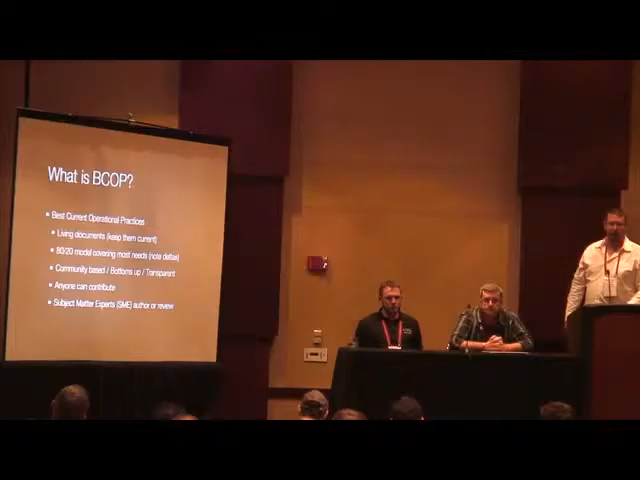 What is BCOP?
Best Current Operational Practices
Living documents (keep them current)
80/20 model covering most needs (note deltas)
Community based / Bottoms up / Transparent
Anyone can contribute
Subject Matter Experts (SME) author or review